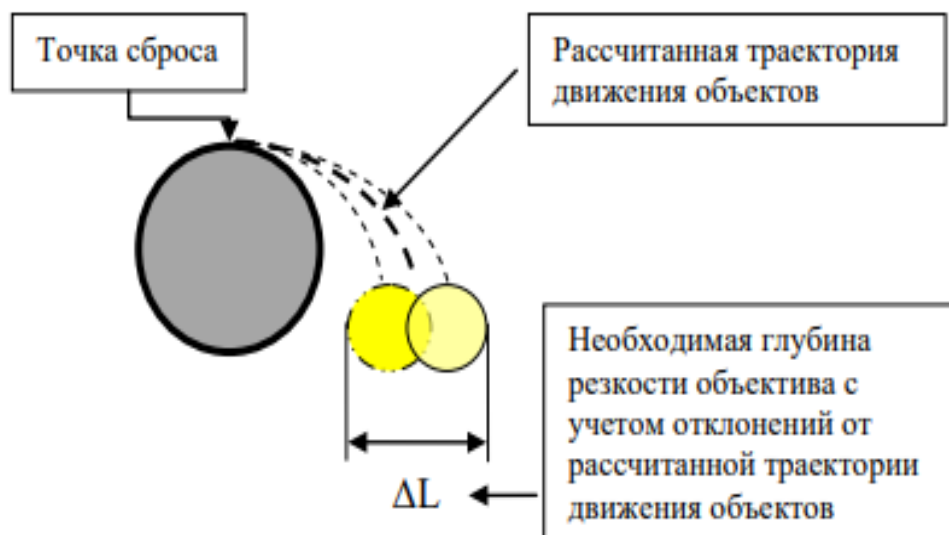 Точка сброса
Рассчитанная траектория
движения объектов
Необходимая глубина
резкости объектива с
учетом отклонений от
рассчитанной траектории
движения объектов
ΔL